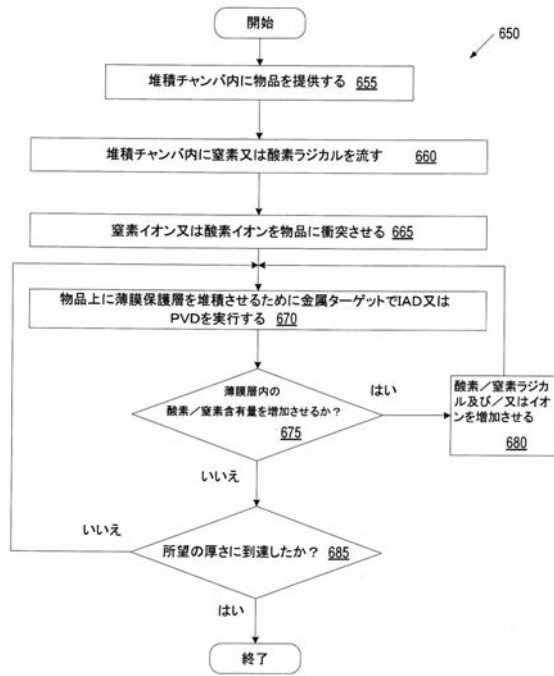 開始
650
堆積チャンバ内に物品を提供する 655
堆積チャンバ内に窒素又は酸素ラジカルを流す 660
窒素イオン又は酸素イオンを物品に衝突させる 665
物品上に薄膜保護層を堆積させるために金属ターゲットでIAD又は
PVDを実行する 670
薄膜層内の
酸素/窒素含有量を増加させるか?
675
はい
酸素/窒素ラジ
カル及び/又はイオ
ンを増加させる
680
いいえ
いいえ
所望の厚さに到達したか? 685
はい
終了